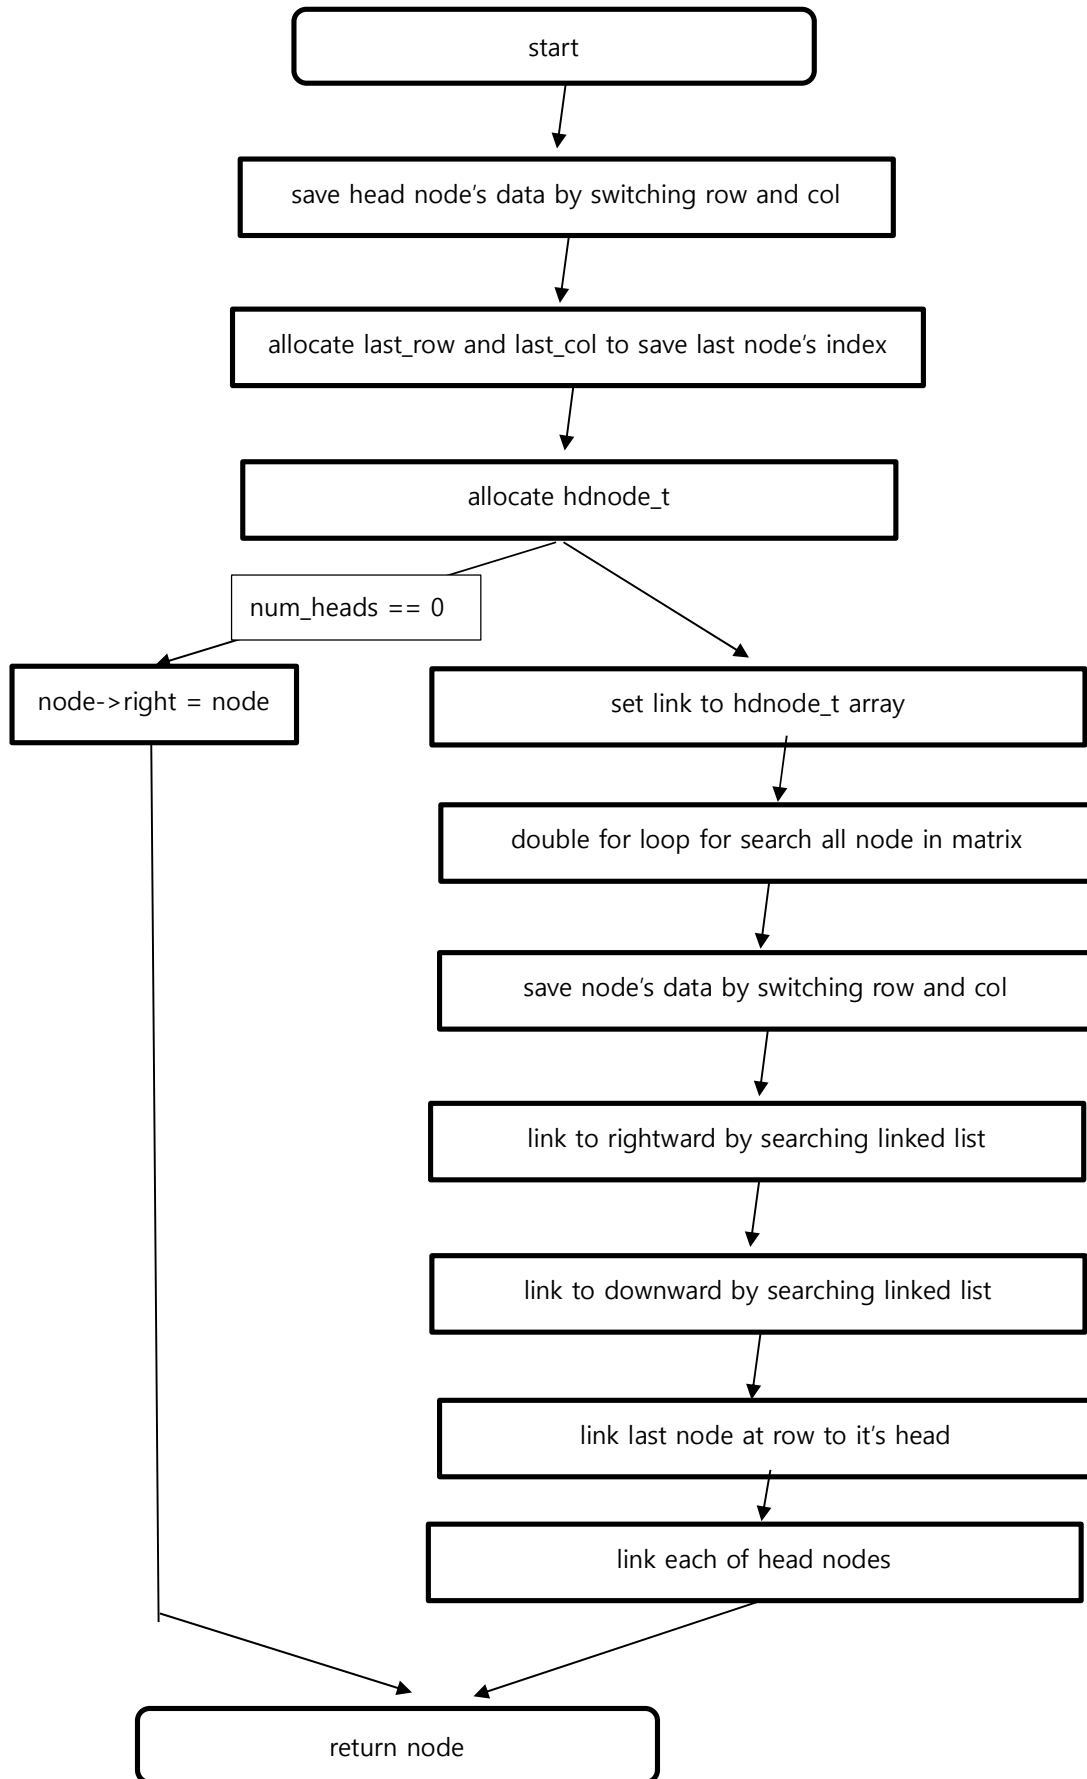 start
save head node's data by switching row and col
allocate last_row and last_col to save last node's index
allocate hdnode_t
num_heads == 0
node->right = node
set link to hdnode_t array
double for loop for search all node in matrix
save node's data by switching row and col
link to rightward by searching linked list
link to downward by searching linked list
link last node at row to it's head
link each of head nodes
return node